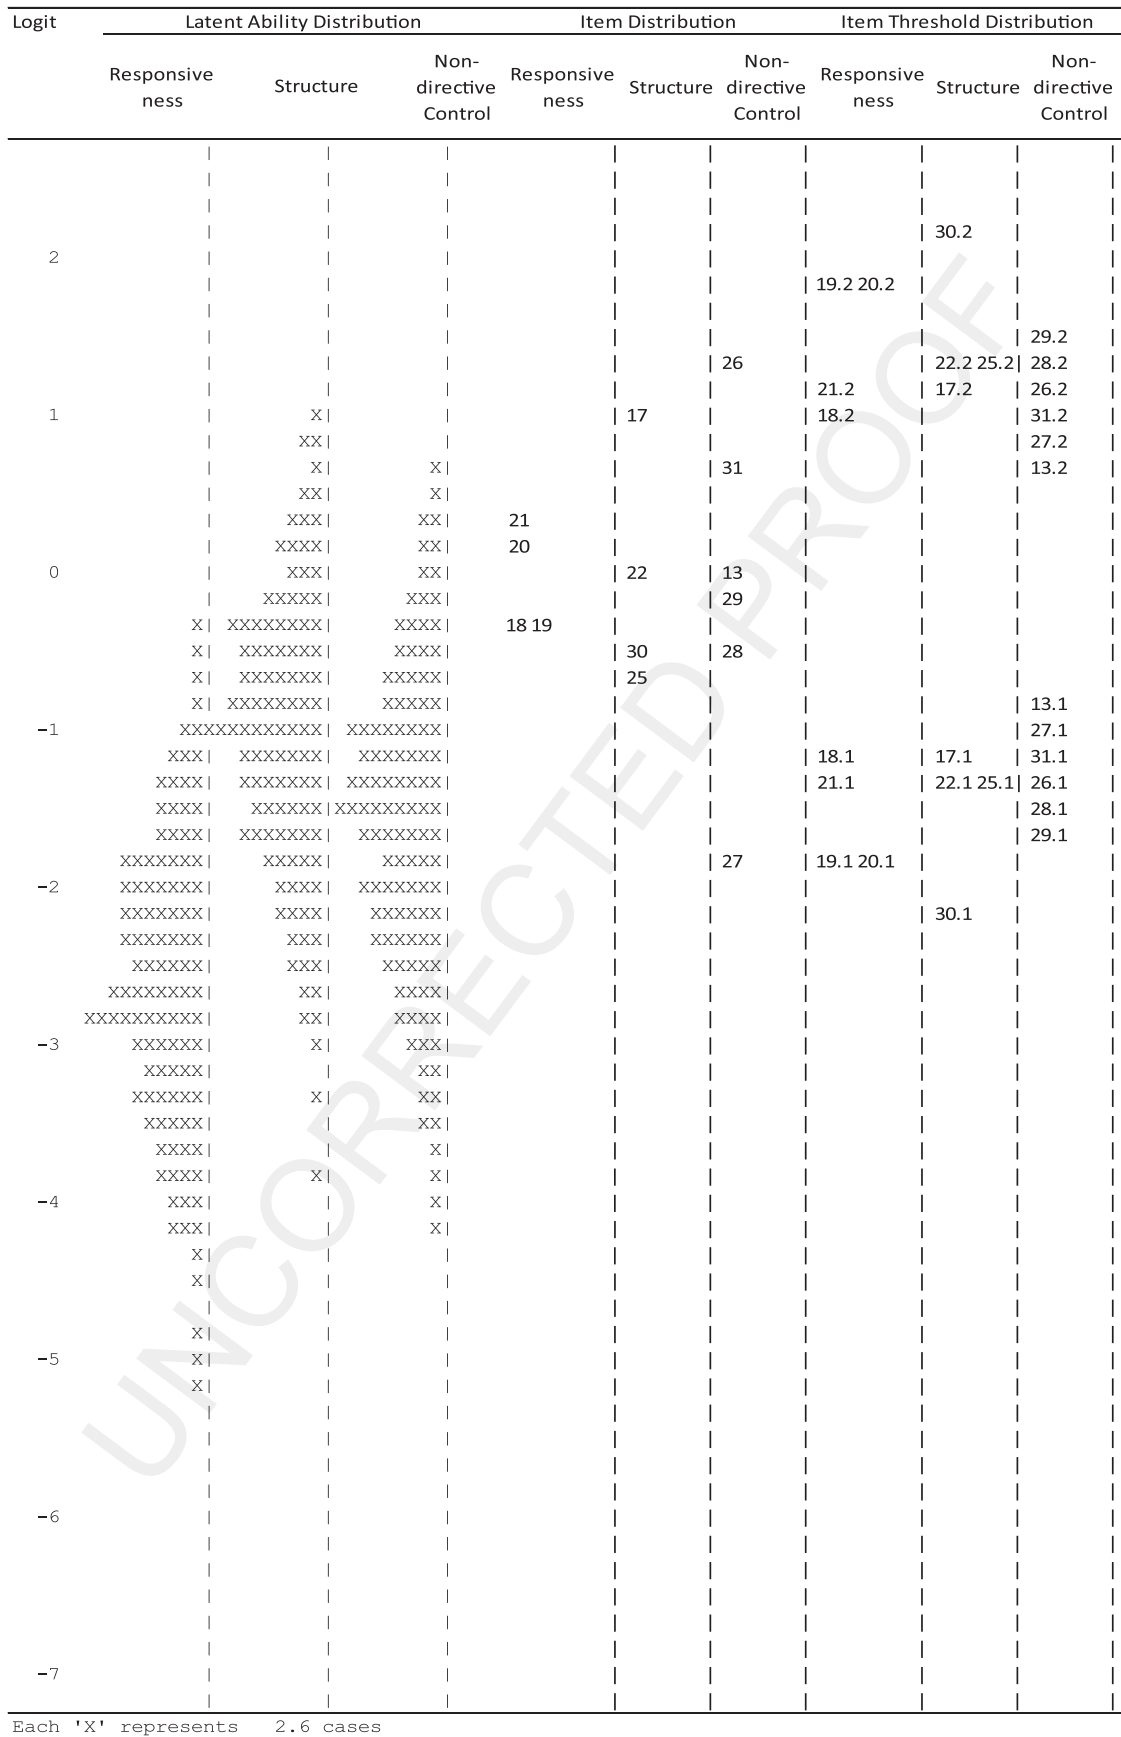 Logit Latent Ability Distribution Item Distribution Item Threshold Distribution
Responsive ness Structure Non-directive Control Responsive ness Structure Non-directive Control Responsive ness Structure Non-directive Control
| | | | | | | | |
| | | | | | | | |
| | | | | | | | |
| | | | | | | 30.2 | |
2 | | | | | | | | |
| | | | | | 19.2 20.2 | | |
| | | | | | | | |
| | | | | | | | 29.2 |
| | | | | 26 | | 22.2 25.2| 28.2 |
| | | | | | 21.2 | 17.2 | 26.2 |
1 | X| | | 17 | | 18.2 | | 31.2 |
| XX| | | | | | | 27.2 |
| X| X| | | 31 | | | 13.2 |
| XX| X| | | | | | |
| XXX| XX| 21 | | | | | |
| XXXX| XX| 20 | | | | | |
0 | XXX| XX| | 22 | 13 | | | |
| XXXXX| XXX| | | 29 | | | |
X| XXXXXXXX| XXXX| 18 19 | | | | | |
X| XXXXXXX| XXXX| | 30 | 28 | | | |
X| XXXXXXX| XXXXX| | 25 | | | | |
X| XXXXXXXX| XXXXX| | | | | | 13.1 |
−1 XXXXXXXXXXXX| XXXXXXXX| | | | | | 27.1 |
XXX| XXXXXXX| XXXXXXX| | | | 18.1 | 17.1 | 31.1 |
XXXX| XXXXXXX| XXXXXXXX| | | | 21.1 | 22.1 25.1| 26.1 |
XXXX| XXXXXX|XXXXXXXXX| | | | | | 28.1 |
XXXX| XXXXXXX| XXXXXXX| | | | | | 29.1 |
XXXXXXX| XXXXX| XXXXX| | | 27 | 19.1 20.1 | | |
−2 XXXXXXX| XXXX| XXXXXXX| | | | | | |
XXXXXXX| XXXX| XXXXXX| | | | | 30.1 | |
XXXXXXX| XXX| XXXXXX| | | | | | |
XXXXXX| XXX| XXXXX| | | | | | |
XXXXXXXX| XX| XXXX| | | | | | |
XXXXXXXXXX| XX| XXXX| | | | | | |
−3 XXXXXX| X| XXX| | | | | | |
XXXXX| | XX| | | | | | |
XXXXXX| X| XX| | | | | | |
XXXXX| | XX| | | | | | |
XXXX| | X| | | | | | |
XXXX| X| X| | | | | | |
−4 XXX| | X| | | | | | |
XXX| | X| | | | | | |
X| | | | | | | | |
X| | | | | | | | |
| | | | | | | | |
X| | | | | | | | |
−5 X| | | | | | | | |
X| | | | | | | | |
| | | | | | | | |
| | | | | | | | |
| | | | | | | | |
| | | | | | | | |
−6 | | | | | | | | |
| | | | | | | | |
| | | | | | | | |
| | | | | | | | |
| | | | | | | | |
| | | | | | | | |
−7 | | | | | | | | |
| | | | | | | | |
Each 'X' represents 2.6 cases
UNCORRECTED PROOF